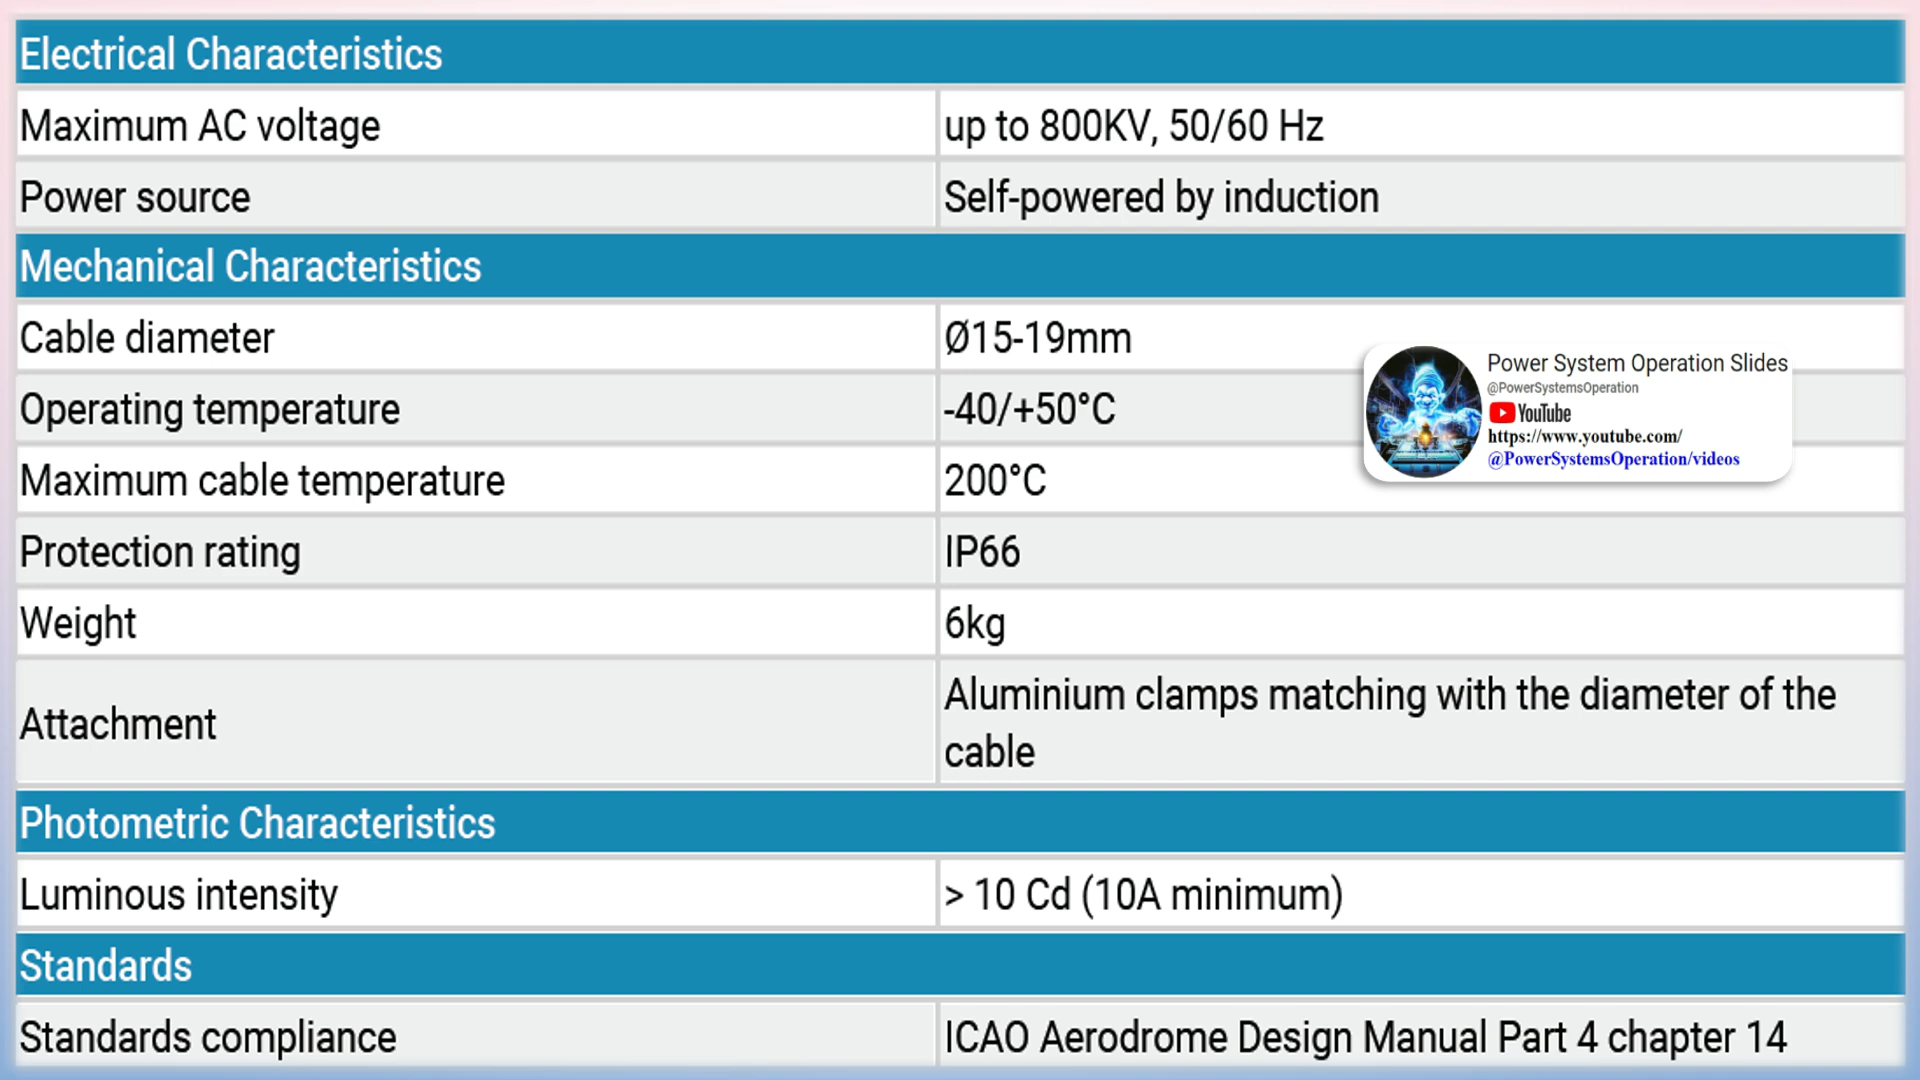 Electrical Characteristics
Maximum AC voltage
up to 800KV, 50/60 Hz
Power source
Self-powered by induction
Mechanical Characteristics
Cable diameter
Ø15-19mm
Operating temperature
-40/+50°C
Maximum cable temperature
200°C
Power System Operation Slides
@PowerSystemsOperation
YouTube
https://www.youtube.com/
@PowerSystemsOperation/videos
Protection rating
IP66
Weight
6kg
Attachment
Aluminium clamps matching with the diameter of the
cable
Photometric Characteristics
Luminous intensity
> 10 Cd (10A minimum)
Standards
Standards compliance
ICAO Aerodrome Design Manual Part 4 chapter 14